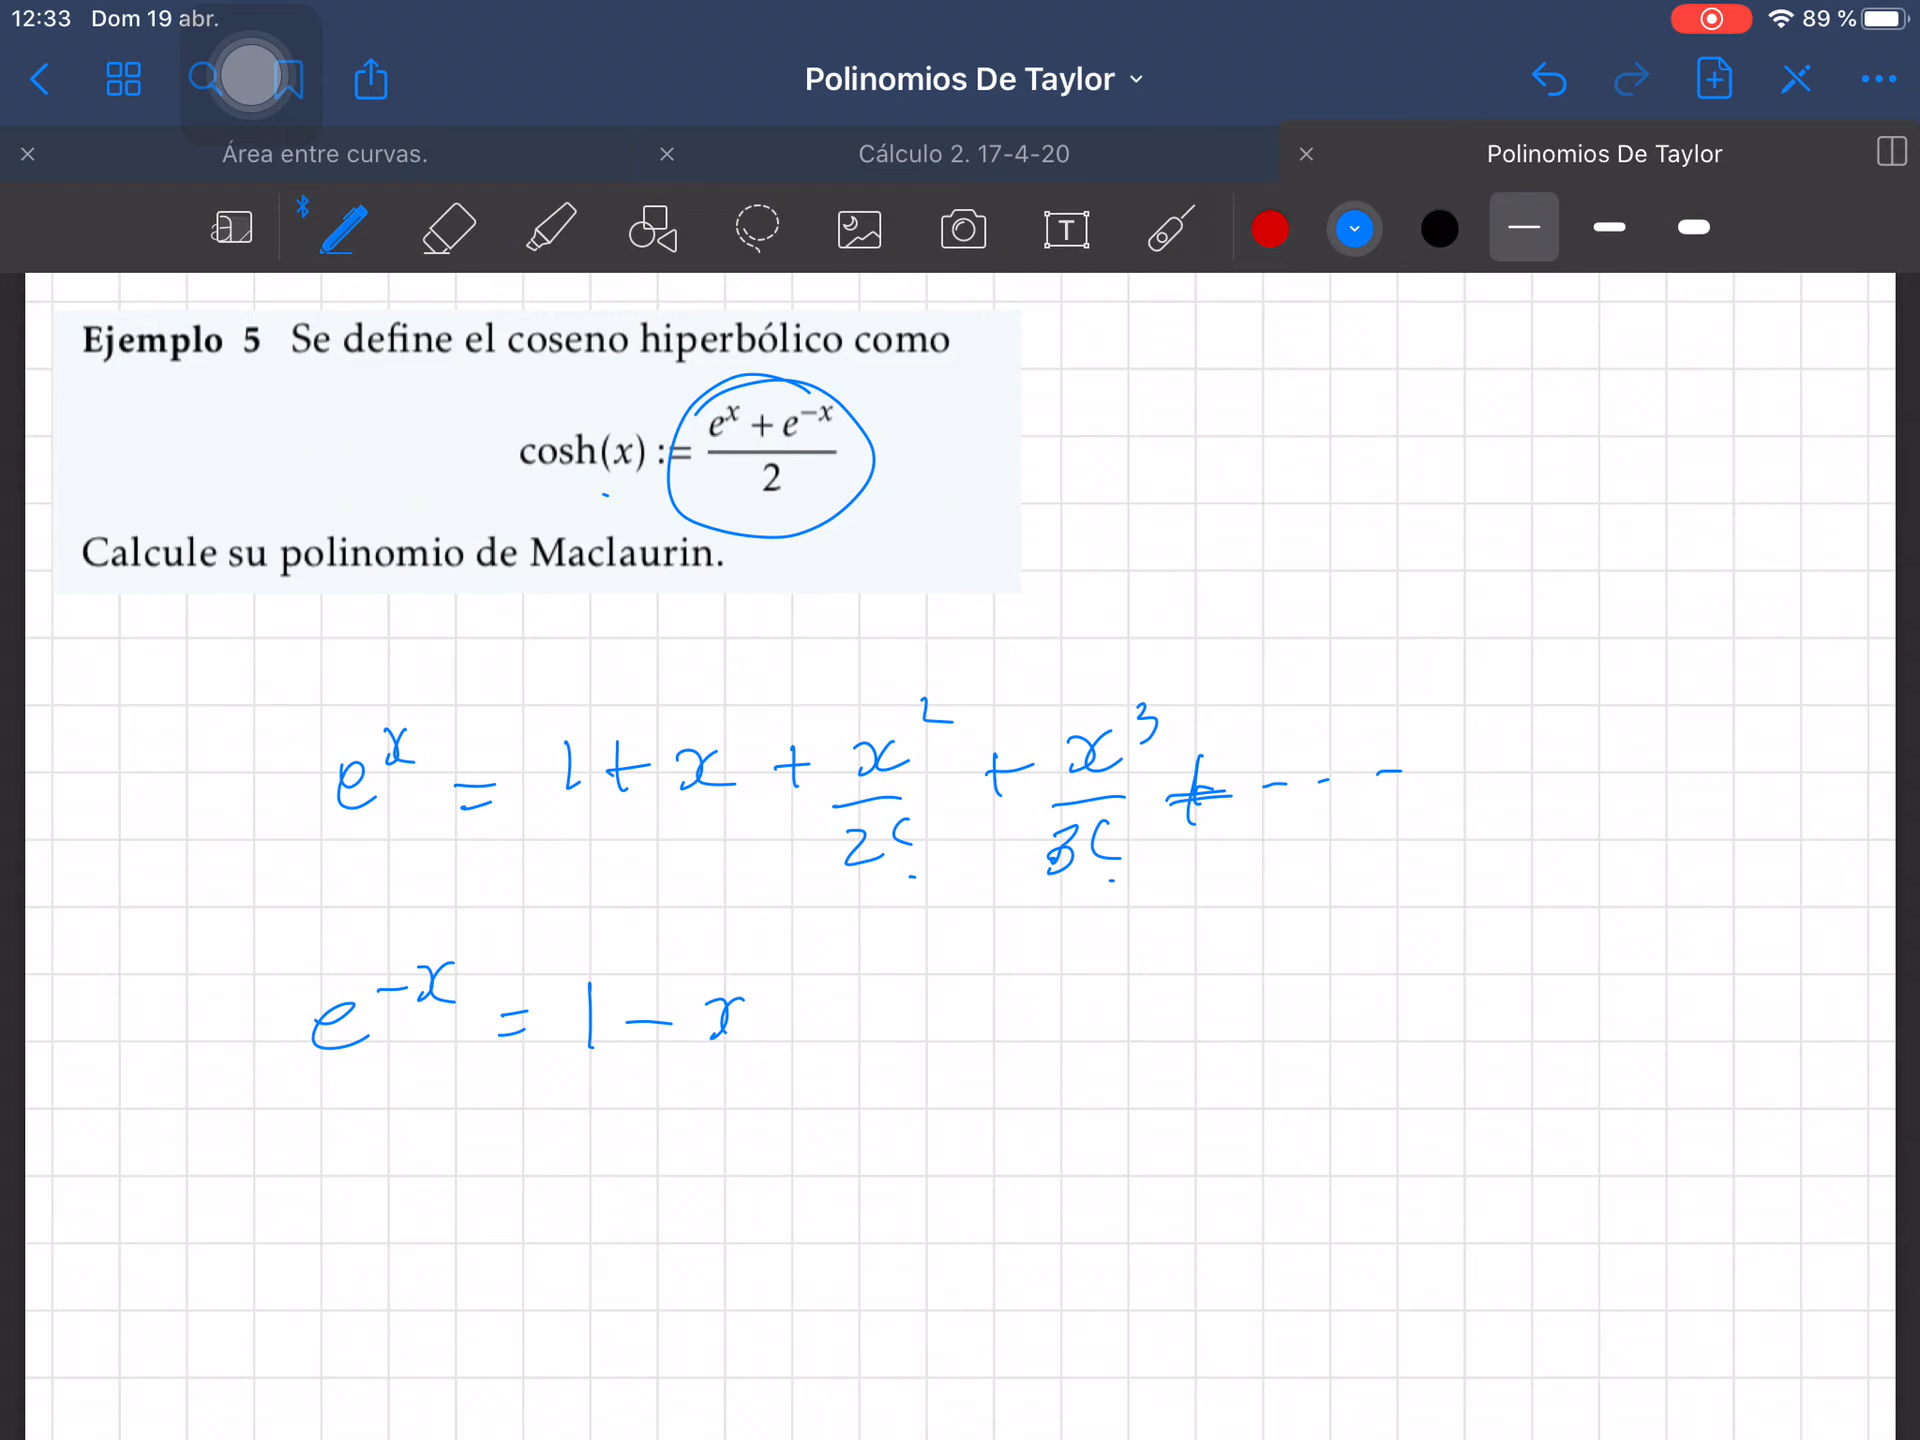 12:33 Dom 19 abr. 89 %
Polinomios De Taylor
Área entre curvas. Cálculo 2. 17-4-20 Polinomios De Taylor
T
Ejemplo 5 Se define el coseno hiperbólico como
cosh(x) := (e^x + e^-x)/2
Calcule su polinomio de Maclaurin.
e^x = 1 + x + x^2/2! + x^3/3! + - - -
e^-x = 1 - x